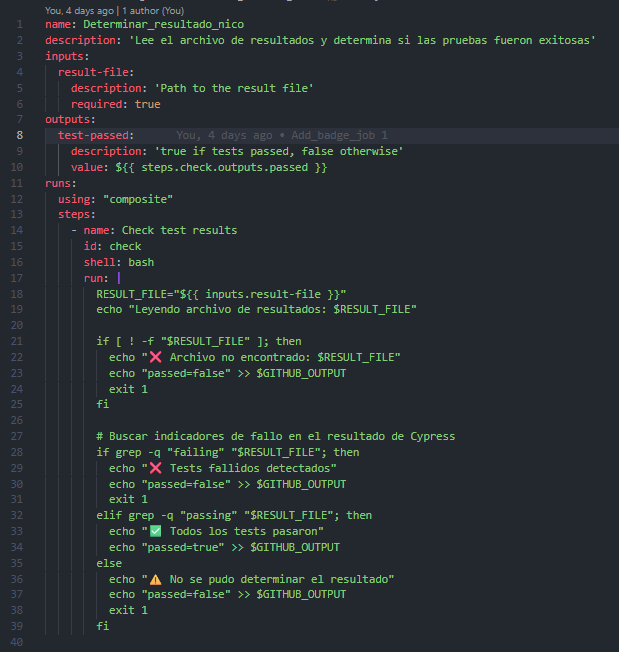 You, 4 days ago | 1 author (You)
1 name: Determinar_resultado_nico
2 description: 'Lee el archivo de resultados y determina si las pruebas fueron exitosas'
3 inputs:
4   result-file:
5     description: 'Path to the result file'
6     required: true
7 outputs:
8   test-passed:      You, 4 days ago • Add_badge_job 1
9     description: 'true if tests passed, false otherwise'
10     value: ${{ steps.check.outputs.passed }}
11 runs:
12   using: "composite"
13   steps:
14     - name: Check test results
15       id: check
16       shell: bash
17       run: |
18         RESULT_FILE="${{ inputs.result-file }}"
19         echo "Leyendo archivo de resultados: $RESULT_FILE"
20
21         if [ ! -f "$RESULT_FILE" ]; then
22           echo "❌ Archivo no encontrado: $RESULT_FILE"
23           echo "passed=false" >> $GITHUB_OUTPUT
24           exit 1
25         fi
26
27         # Buscar indicadores de fallo en el resultado de Cypress
28         if grep -q "failing" "$RESULT_FILE"; then
29           echo "❌ Tests fallidos detectados"
30           echo "passed=false" >> $GITHUB_OUTPUT
31           exit 1
32         elif grep -q "passing" "$RESULT_FILE"; then
33           echo "✅ Todos los tests pasaron"
34           echo "passed=true" >> $GITHUB_OUTPUT
35         else
36           echo "⚠️ No se pudo determinar el resultado"
37           echo "passed=false" >> $GITHUB_OUTPUT
38           exit 1
39         fi
40